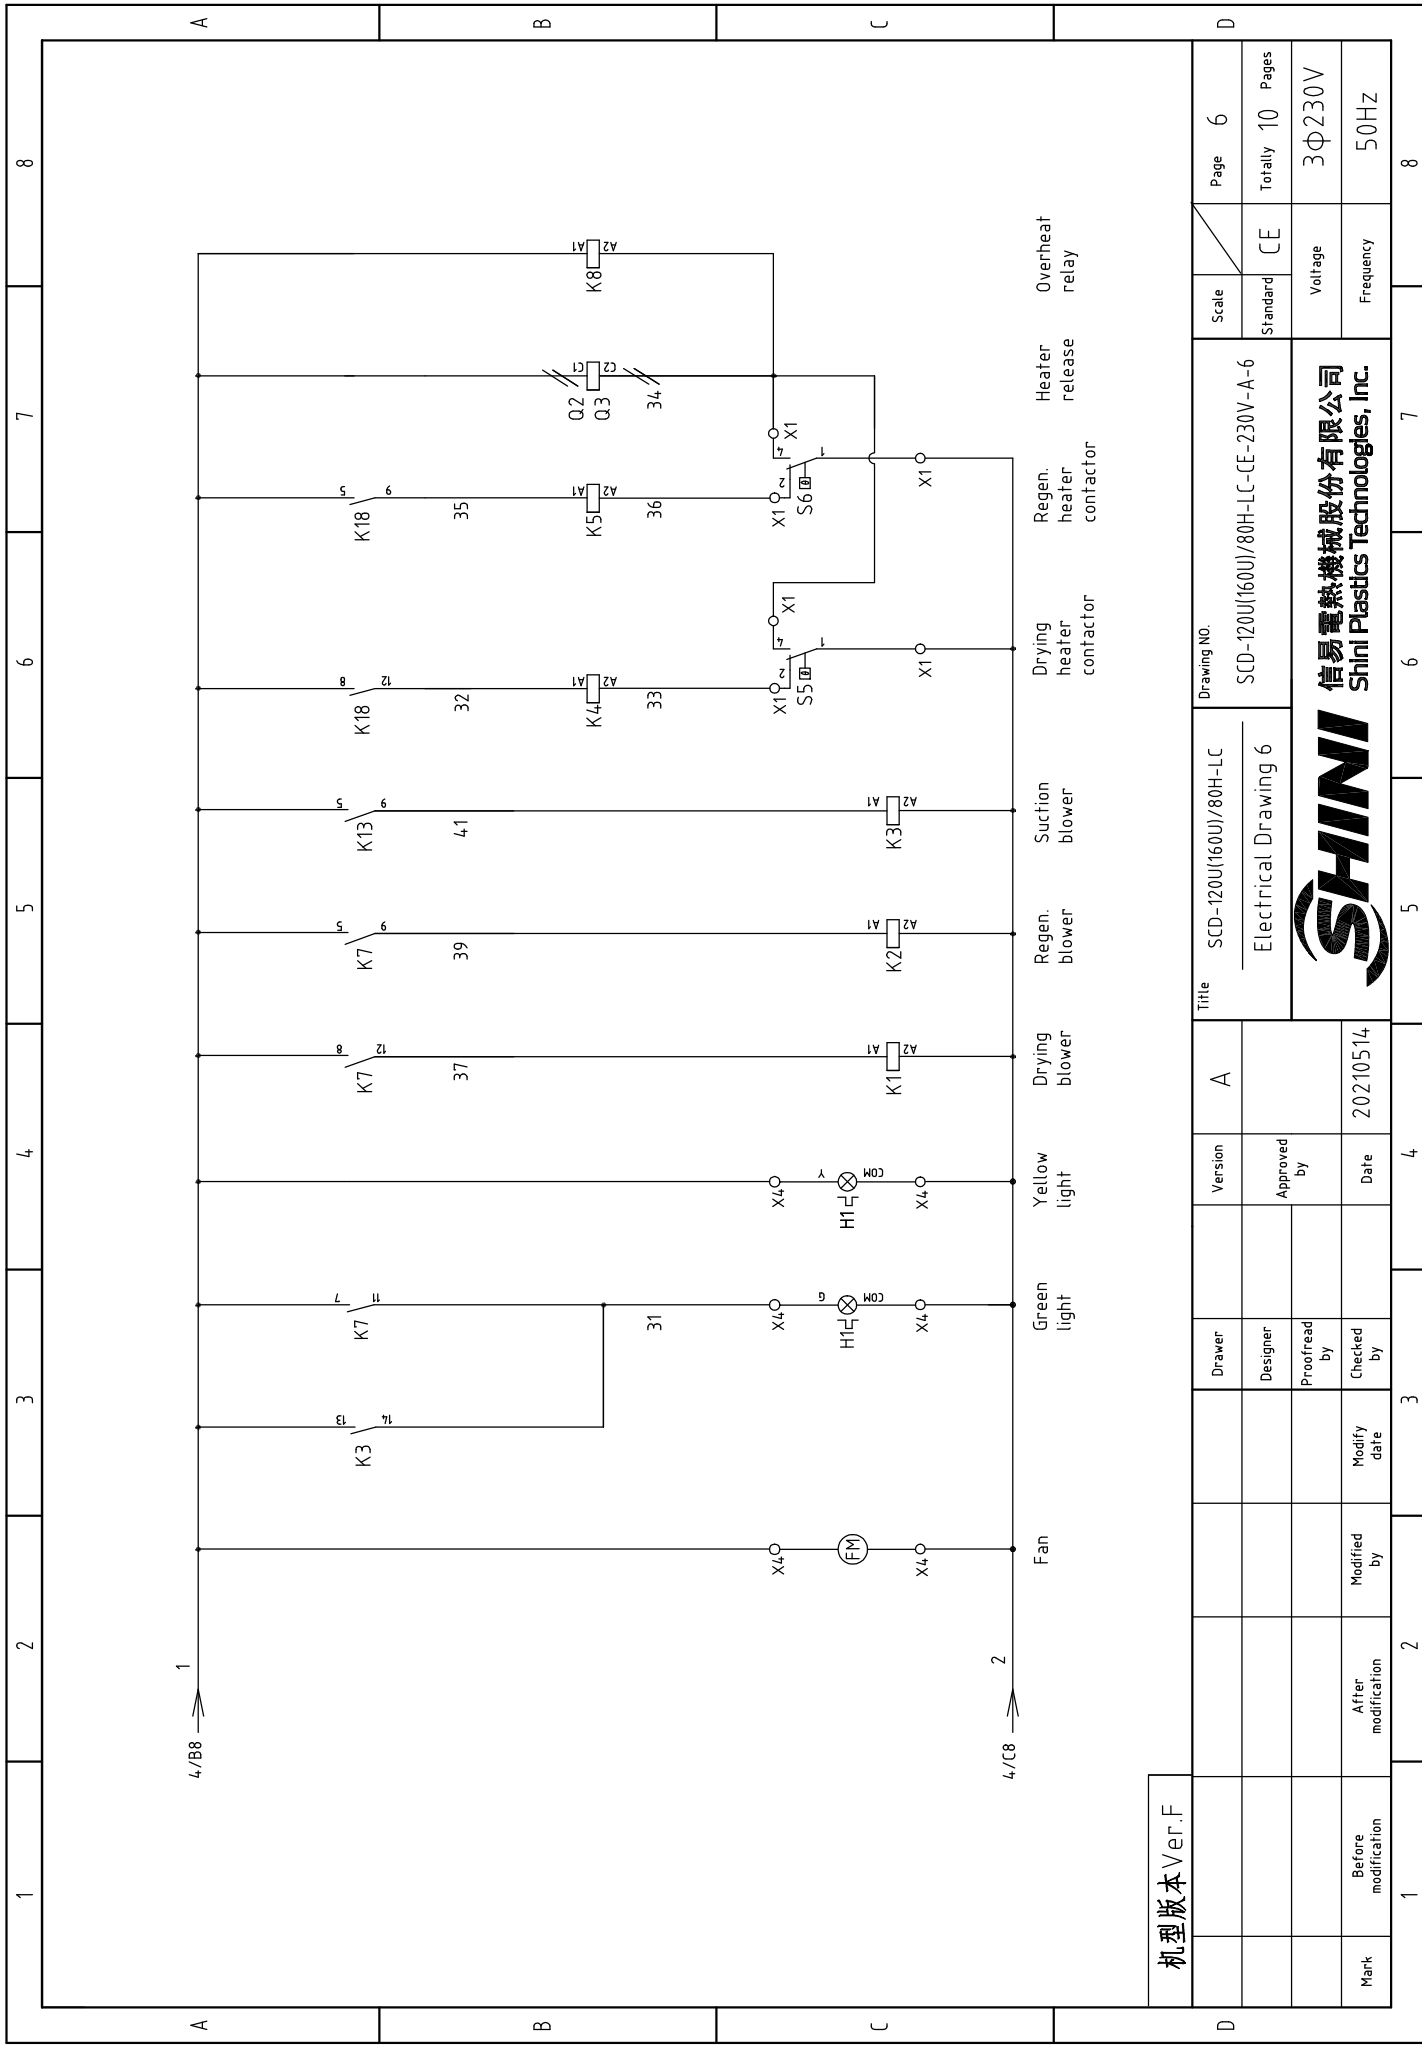 1 2 3 4 5 6 7 8
A
B
C
D
4/B8
1
4/C8
2
X4
FM
X4
Fan
K3
13
14
K7
7
11
31
X4
G
H1
COM
X4
Green
light
X4
Y
H1
COM
X4
Yellow
light
K7
8
12
37
K1
A1
A2
Drying
blower
K7
5
9
39
K2
A1
A2
Regen.
blower
K13
5
9
41
K3
A1
A2
Suction
blower
K18
8
12
32
K4
A1
A2
33
X1
2
4
X1
S5
1
X1
Drying
heater
contactor
K18
5
9
35
K5
A1
A2
36
X1
2
4
X1
S6
1
X1
Regen.
heater
contactor
Q2
Q3
C1
C2
34
Heater
release
K8
A1
A2
Overheat
relay
机型版本Ver.F
Mark
Before
modification
After
modification
Modified
by
Modify
date
Drawer
Designer
Proofread
by
Checked
by
Version
A
Approved
by
Date
20210514
Title
SCD-120U(160U)/80H-LC
Electrical Drawing 6
Drawing NO.
SCD-120U(160U)/80H-LC-CE-230V-A-6
Scale
Page 6
Standard
CE
Totally 10 Pages
Voltage
3Φ230V
Frequency
50HZ
SHINI
信易電熱機械股份有限公司
Shini Plastics Technologies, Inc.
A
B
C
D
1 2 3 4 5 6 7 8